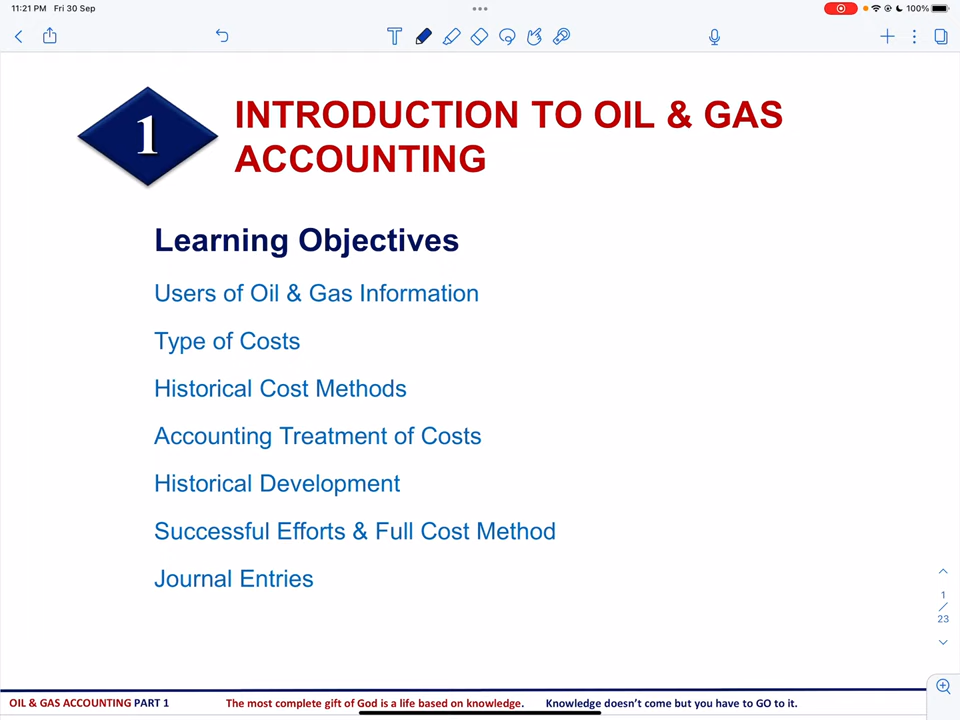 11:21 PM Fri 30 Sep
100%
1
INTRODUCTION TO OIL & GAS
ACCOUNTING
Learning Objectives
Users of Oil & Gas Information
Type of Costs
Historical Cost Methods
Accounting Treatment of Costs
Historical Development
Successful Efforts & Full Cost Method
Journal Entries
1
/
23
OIL & GAS ACCOUNTING PART 1 The most complete gift of God is a life based on knowledge. Knowledge doesn't come but you have to GO to it.